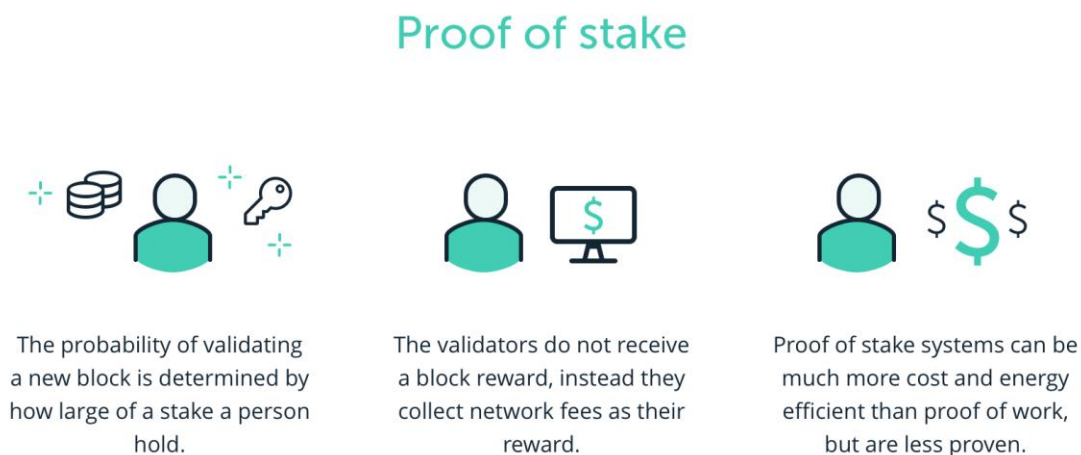 Proof of stake
The probability of validating
a new block is determined by
how large of a stake a person
hold.
The validators do not receive
a block reward, instead they
collect network fees as their
reward.
Proof of stake systems can be
much more cost and energy
efficient than proof of work,
but are less proven.
$
$ $ $